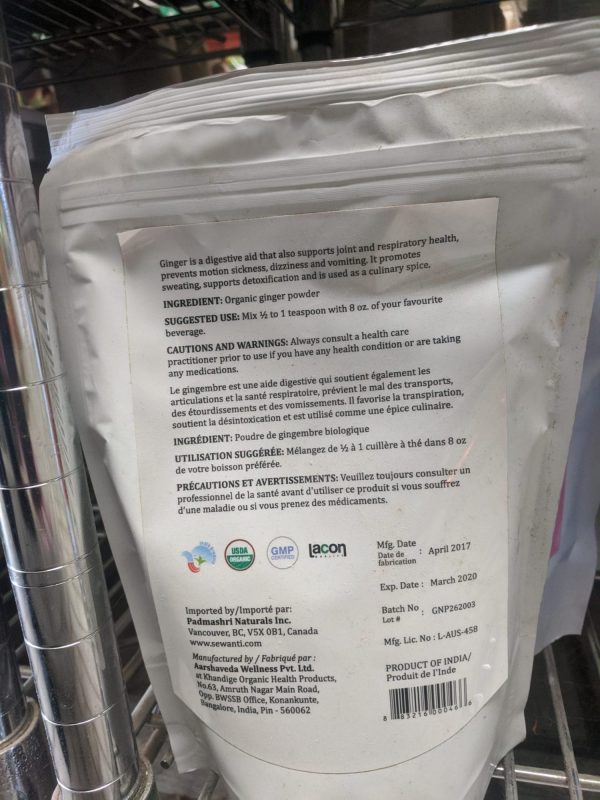 Ginger is a digestive aid that also supports joint and respiratory health,
prevents motion sickness, dizziness and vomiting. It promotes
sweating, supports detoxification and is used as a culinary spice.
INGREDIENT: Organic ginger powder
SUGGESTED USE: Mix ½ to 1 teaspoon with 8 oz. of your favourite
beverage.
CAUTIONS AND WARNINGS: Always consult a health care
practitioner prior to use if you have any health condition or are taking
any medications.
Le gingembre est une aide digestive qui soutient également les
articulations et la santé respiratoire, prévient le mal des transports,
des étourdissements et des vomissements. Il favorise la transpiration,
soutient la désintoxication et est utilisé comme une épice culinaire.
INGRÉDIENT: Poudre de gingembre biologique
UTILISATION SUGGÉRÉE: Mélangez de ½ à 1 cuillère à thé dans 8 oz
de votre boisson préférée.
PRÉCAUTIONS ET AVERTISSEMENTS: Veuillez toujours consulter un
professionnel de la santé avant d'utiliser ce produit si vous souffrez
d'une maladie ou si vous prenez des médicaments.
USDA
ORGANIC
GMP
CERTIFIED
Lacon
QUALITY
Mfg. Date
Date de
fabrication : April 2017
Exp. Date : March 2020
Batch No
Lot # : GNP262003
Mfg. Lic. No : L-AUS-458
PRODUCT OF INDIA/
Produit de l'Inde
Imported by/Importé par:
Padmashri Naturals Inc.
Vancouver, BC, V5X 0B1, Canada
www.sewanti.com
Manufactured by / Fabriqué par :
Aarshaveda Wellness Pvt. Ltd.
at Khandige Organic Health Products,
No.63, Amruth Nagar Main Road,
Opp. BWSSB Office, Konankunte,
Bangalore, India, Pin - 560062
8 83216 00046 6